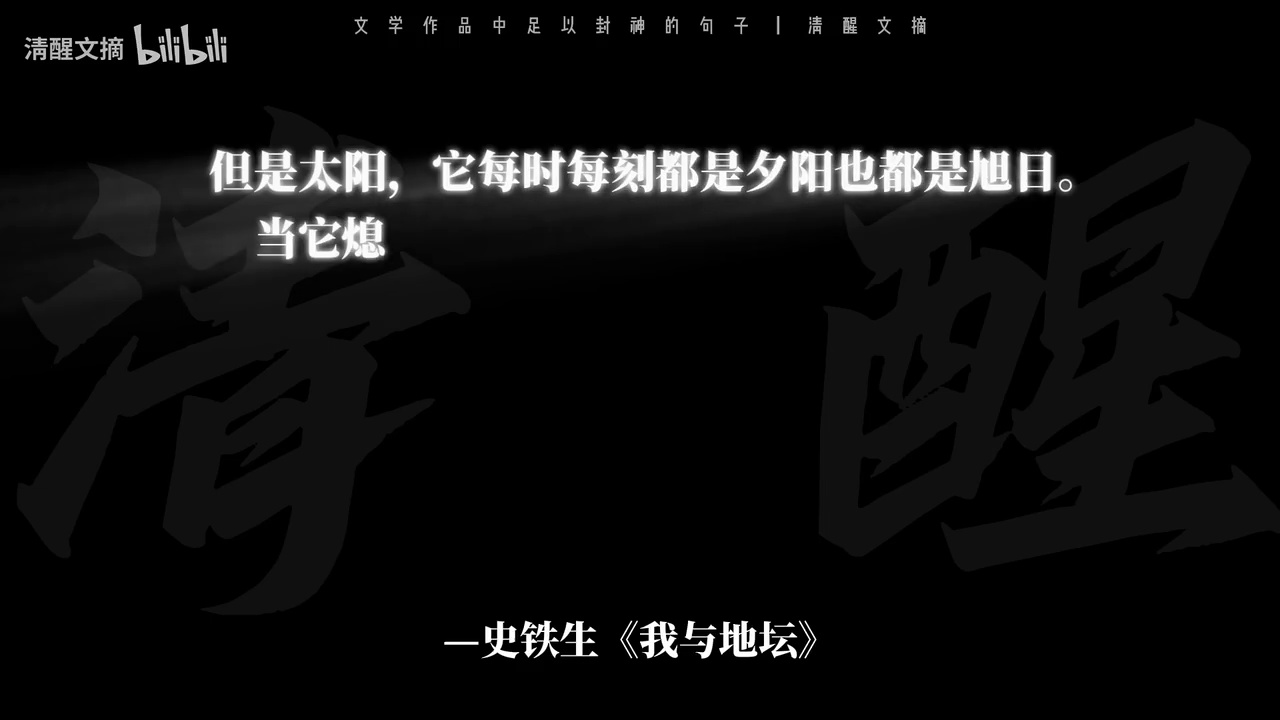 文学作品中足以封神的句子 | 清醒文摘
清醒文摘 bilibili
但是太阳，它每时每刻都是夕阳也都是旭日。
当它熄
清醒
—史铁生《我与地坛》